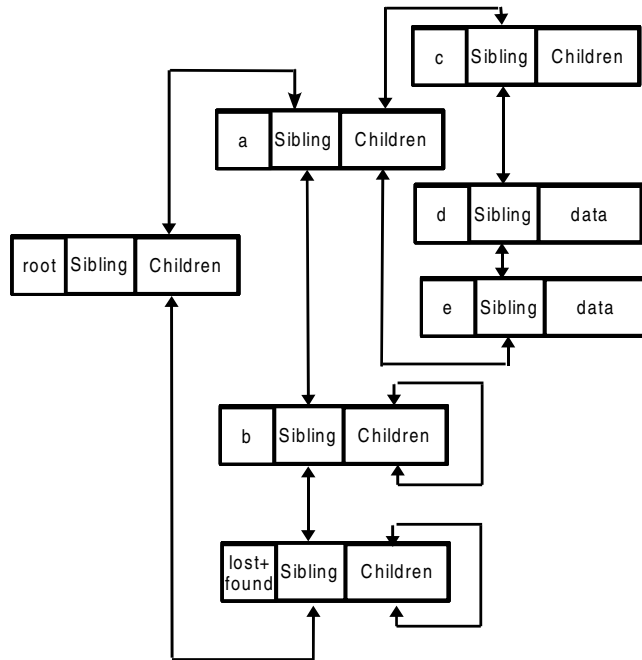 c Sibling Children
a Sibling Children
d Sibling data
root Sibling Children
e Sibling data
b Sibling Children
lost+
found Sibling Children